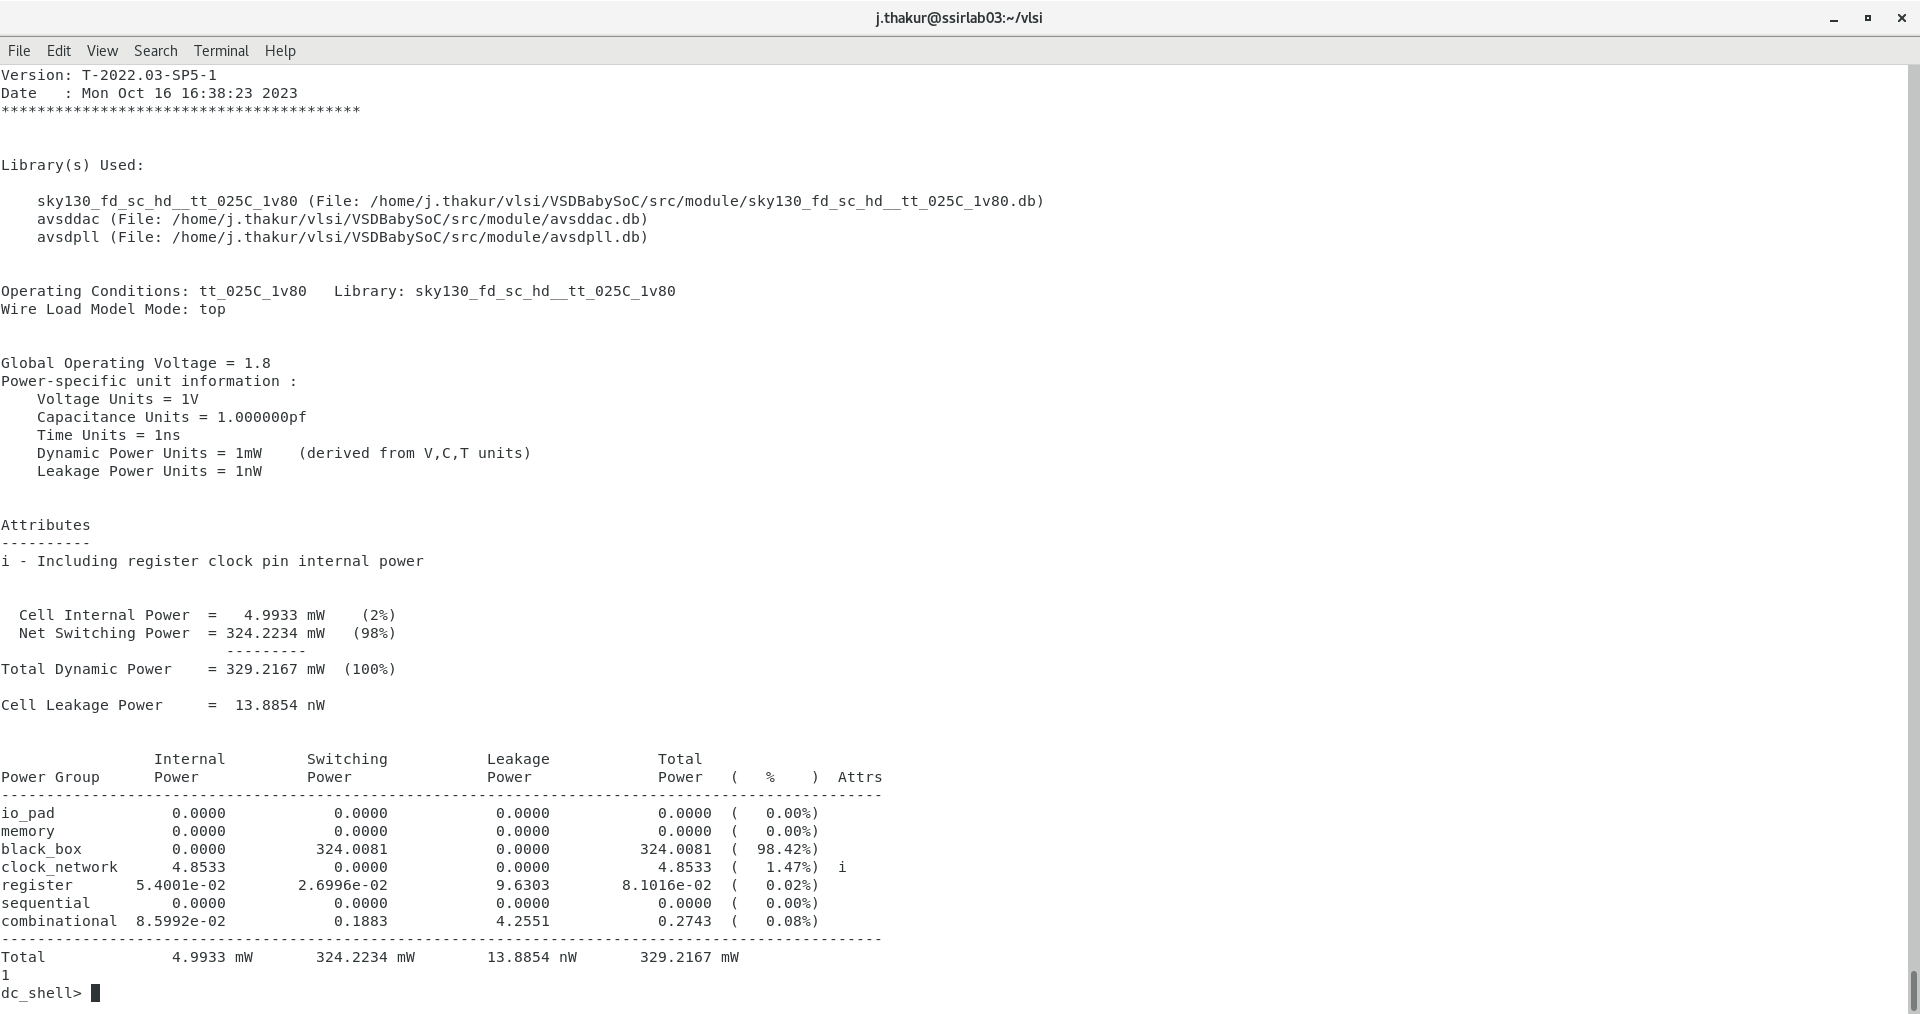 j.thakur@ssirlab03:~/vlsi
File Edit View Search Terminal Help
Version: T-2022.03-SP5-1
Date   : Mon Oct 16 16:38:23 2023
****************************************
Library(s) Used:
    sky130_fd_sc_hd__tt_025C_1v80 (File: /home/j.thakur/vlsi/VSDBabySoC/src/module/sky130_fd_sc_hd__tt_025C_1v80.db)
    avsddac (File: /home/j.thakur/vlsi/VSDBabySoC/src/module/avsddac.db)
    avsdpll (File: /home/j.thakur/vlsi/VSDBabySoC/src/module/avsdpll.db)
Operating Conditions: tt_025C_1v80   Library: sky130_fd_sc_hd__tt_025C_1v80
Wire Load Model Mode: top
Global Operating Voltage = 1.8
Power-specific unit information :
    Voltage Units = 1V
    Capacitance Units = 1.000000pf
    Time Units = 1ns
    Dynamic Power Units = 1mW    (derived from V,C,T units)
    Leakage Power Units = 1nW
Attributes
----------
i - Including register clock pin internal power
  Cell Internal Power  =   4.9933 mW    (2%)
  Net Switching Power  = 324.2234 mW   (98%)
                         ---------
Total Dynamic Power    = 329.2167 mW  (100%)
Cell Leakage Power     =  13.8854 nW
                 Internal         Switching           Leakage            Total
Power Group      Power            Power               Power              Power   (   %    )  Attrs
--------------------------------------------------------------------------------------------------
io_pad             0.0000            0.0000            0.0000            0.0000  (   0.00%)
memory             0.0000            0.0000            0.0000            0.0000  (   0.00%)
black_box          0.0000          324.0081            0.0000          324.0081  (  98.42%)
clock_network      4.8533            0.0000            0.0000            4.8533  (   1.47%)  i
register       5.4001e-02        2.6996e-02            9.6303        8.1016e-02  (   0.02%)
sequential         0.0000            0.0000            0.0000            0.0000  (   0.00%)
combinational  8.5992e-02            0.1883            4.2551            0.2743  (   0.08%)
--------------------------------------------------------------------------------------------------
Total              4.9933 mW       324.2234 mW        13.8854 nW       329.2167 mW
1
dc_shell>